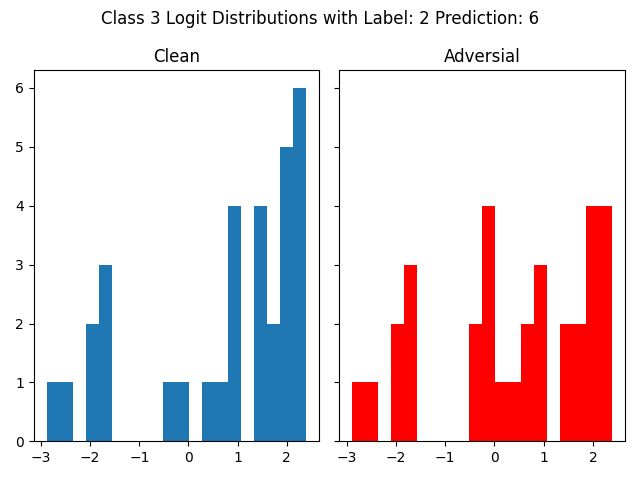 Class 3 Logit Distributions with Label: 2 Prediction: 6
Clean
Adversial
6
5
4
3
2
1
0
−3 −2 −1 0 1 2
−3 −2 −1 0 1 2